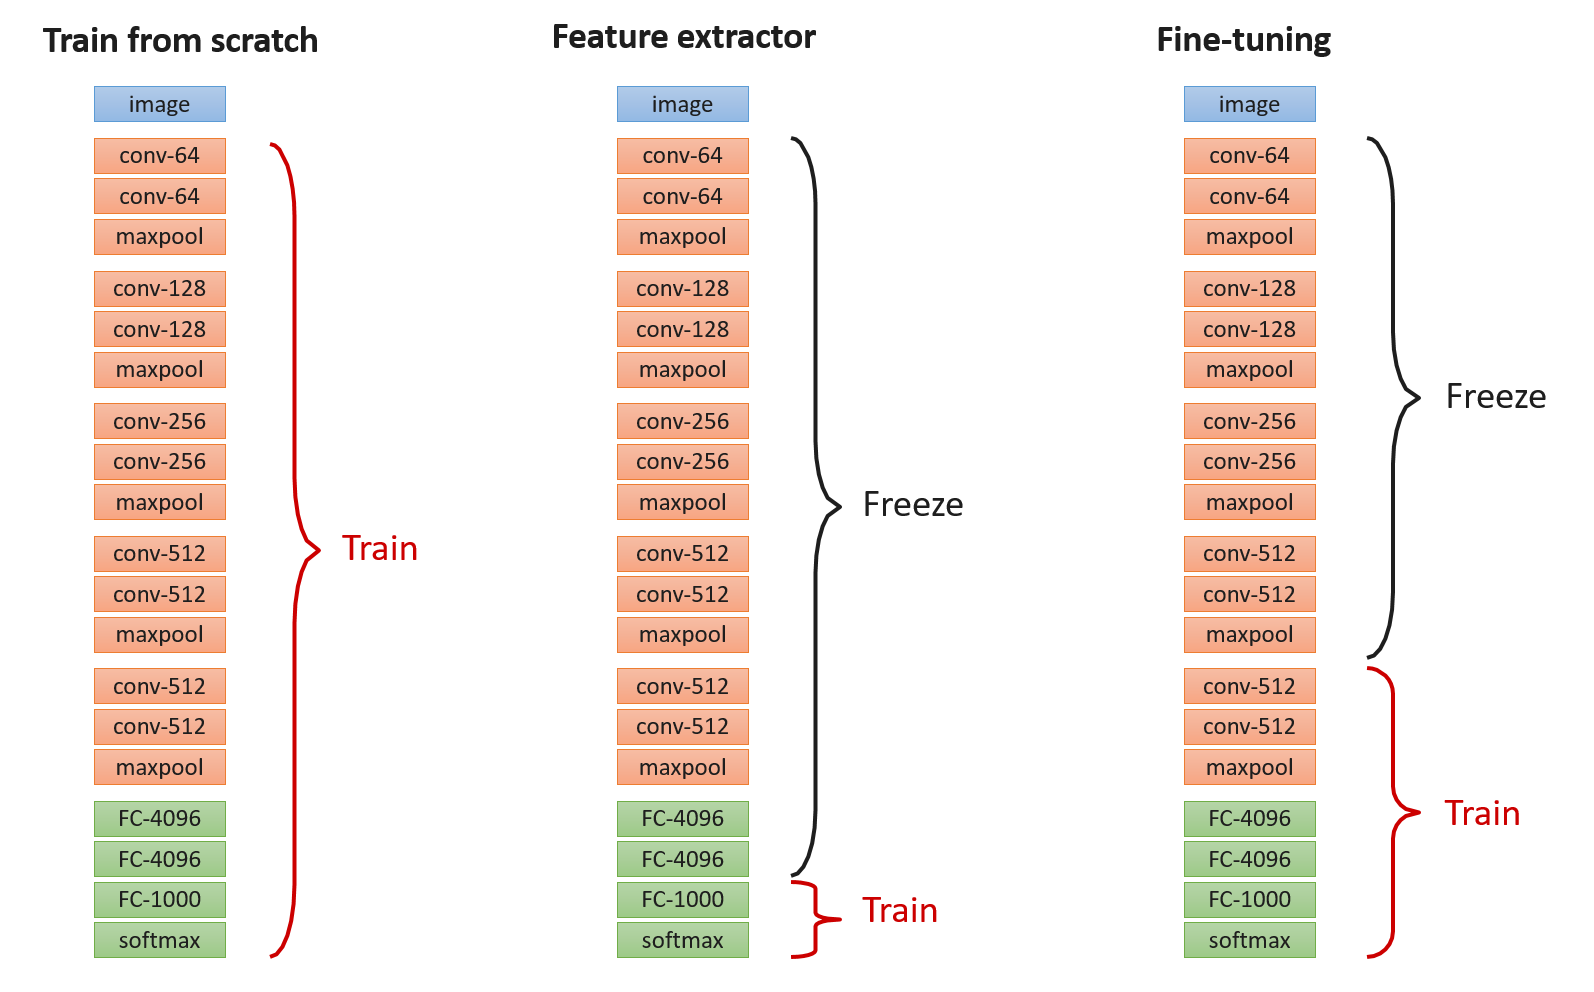 Train from scratch
image
conv-64
conv-64
maxpool
conv-128
conv-128
maxpool
conv-256
conv-256
maxpool
conv-512
conv-512
maxpool
conv-512
conv-512
maxpool
FC-4096
FC-4096
FC-1000
softmax
Train
Feature extractor
image
conv-64
conv-64
maxpool
conv-128
conv-128
maxpool
conv-256
conv-256
maxpool
conv-512
conv-512
maxpool
conv-512
conv-512
maxpool
FC-4096
FC-4096
FC-1000
softmax
Freeze
Train
Fine-tuning
image
conv-64
conv-64
maxpool
conv-128
conv-128
maxpool
conv-256
conv-256
maxpool
conv-512
conv-512
maxpool
conv-512
conv-512
maxpool
FC-4096
FC-4096
FC-1000
softmax
Freeze
Train